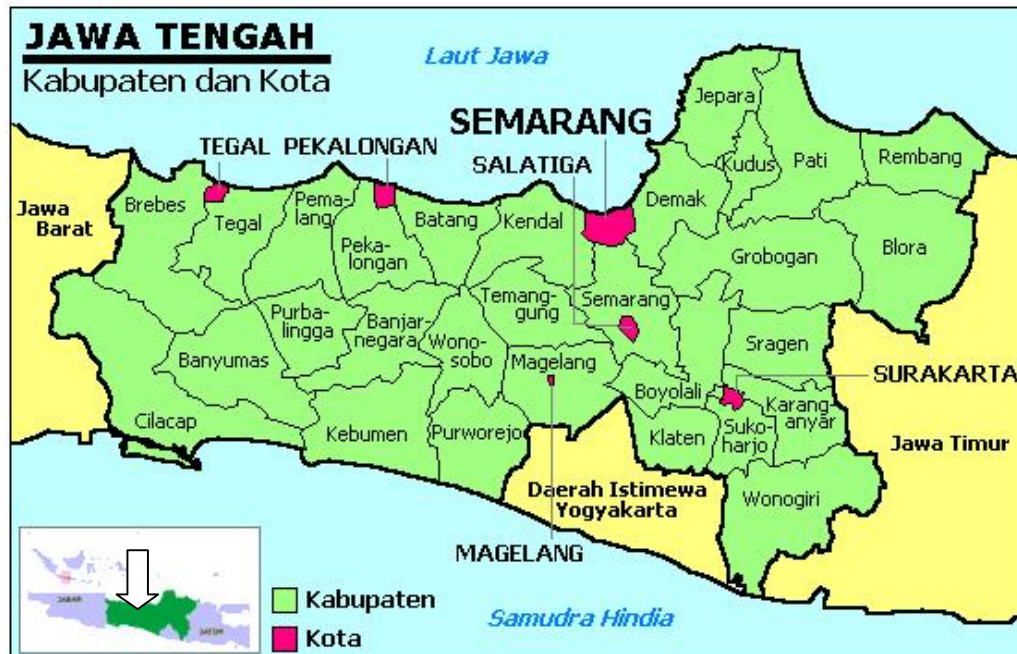 JAWA TENGAH
Kabupaten dan Kota
Laut Jawa
SEMARANG
TEGAL
PEKALONGAN
SALATIGA
Jepara
Kudus
Pati
Rembang
Jawa
Barat
Brebes
Tegal
Pema-
lang
Peka-
longan
Batang
Kendal
Demak
Grobogan
Blora
Purba-
lingga
Banjar-
negara
Wono-
sobo
Temang-
gung
Semarang
Sragen
Banyumas
Magelang
Boyolali
SURAKARTA
Karang-
anyar
Cilacap
Kebumen
Purworejo
Klaten
Suko-
harjo
Jawa Timur
Daerah Istimewa
Yogyakarta
Wonogiri
MAGELANG
Samudra Hindia
Kabupaten
Kota
JABAR
JATIM